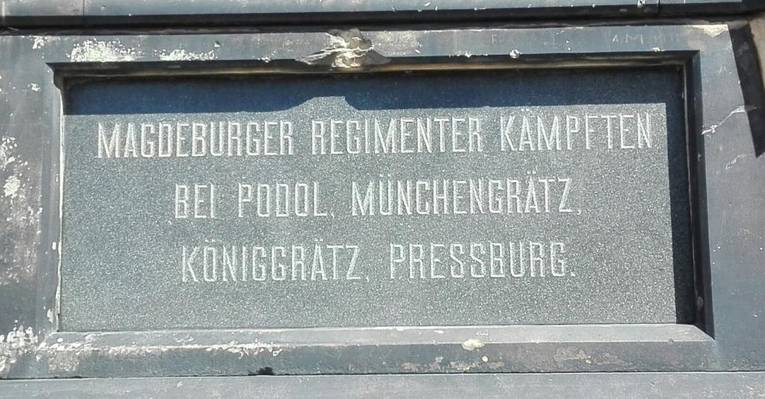 MAGDEBURGER REGIMENTER KÄMPFTEN
BEI PODOL, MÜNCHENGRÄTZ,
KÖNIGGRÄTZ, PRESSBURG.